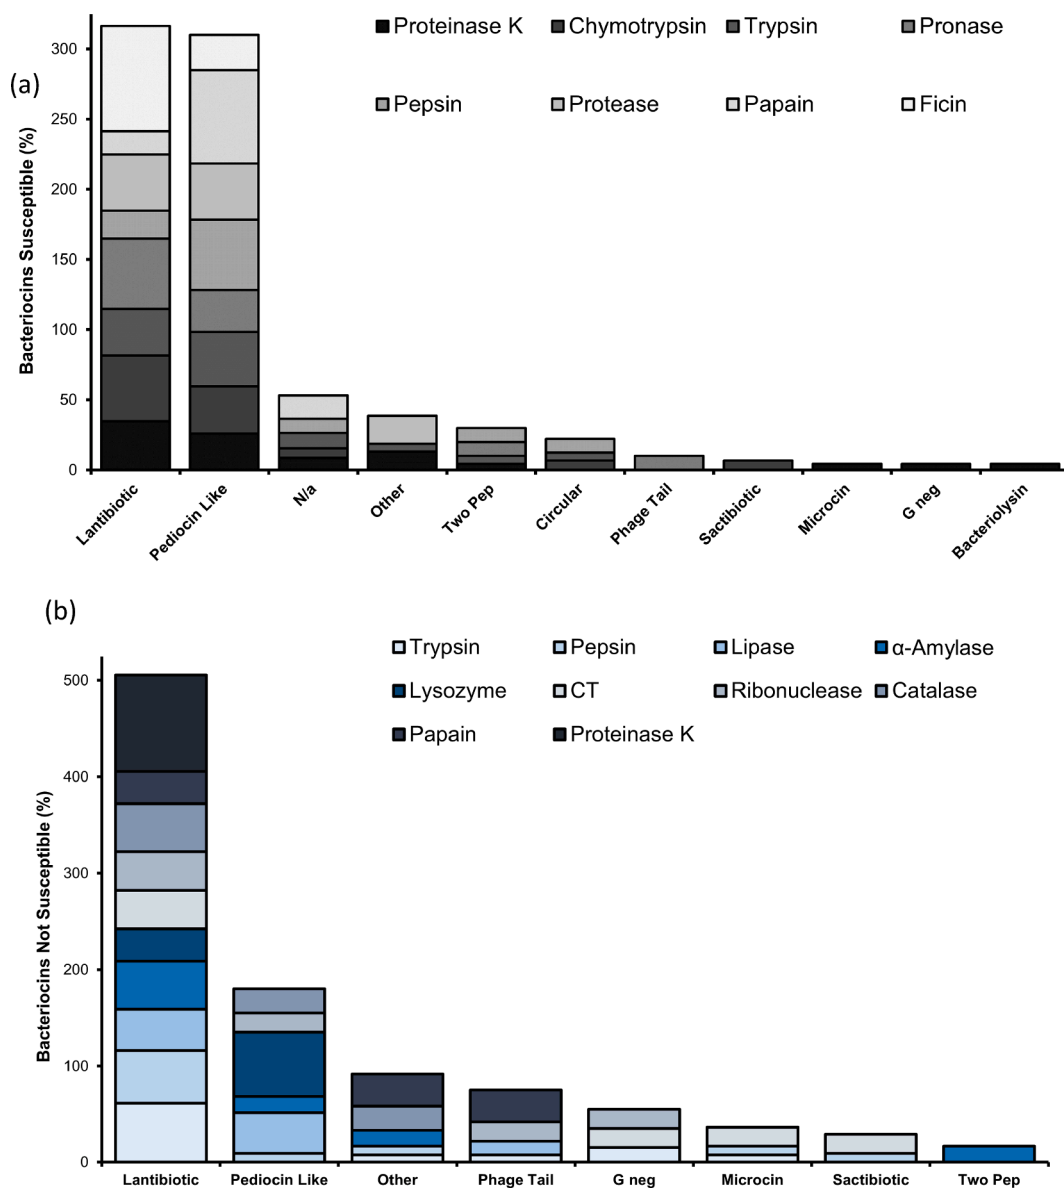 (a)
Bacteriocins Susceptible (%)
Proteinase K Chymotrypsin Trypsin Pronase
Pepsin Protease Papain Ficin
300
250
200
150
100
50
0
Lantibiotic Pediocin Like N/a Other Two Pep Circular Phage Tail Sactibiotic Microcin G neg Bacteriolysin
(b)
Bacteriocins Not Susceptible (%)
Trypsin Pepsin Lipase α-Amylase
Lysozyme CT Ribonuclease Catalase
Papain Proteinase K
500
400
300
200
100
0
Lantibiotic Pediocin Like Other Phage Tail G neg Microcin Sactibiotic Two Pep